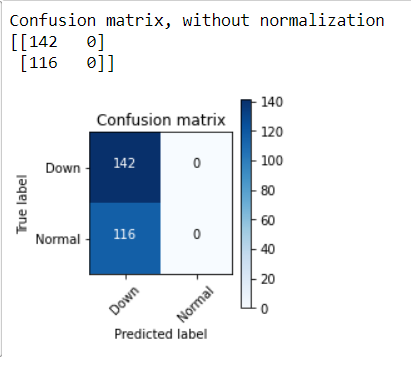 Confusion matrix, without normalization
[[142   0]
 [116   0]]
Confusion matrix
140
120
100
80
60
40
20
0
True label
Down
142
0
Normal
116
0
Down
Normal
Predicted label